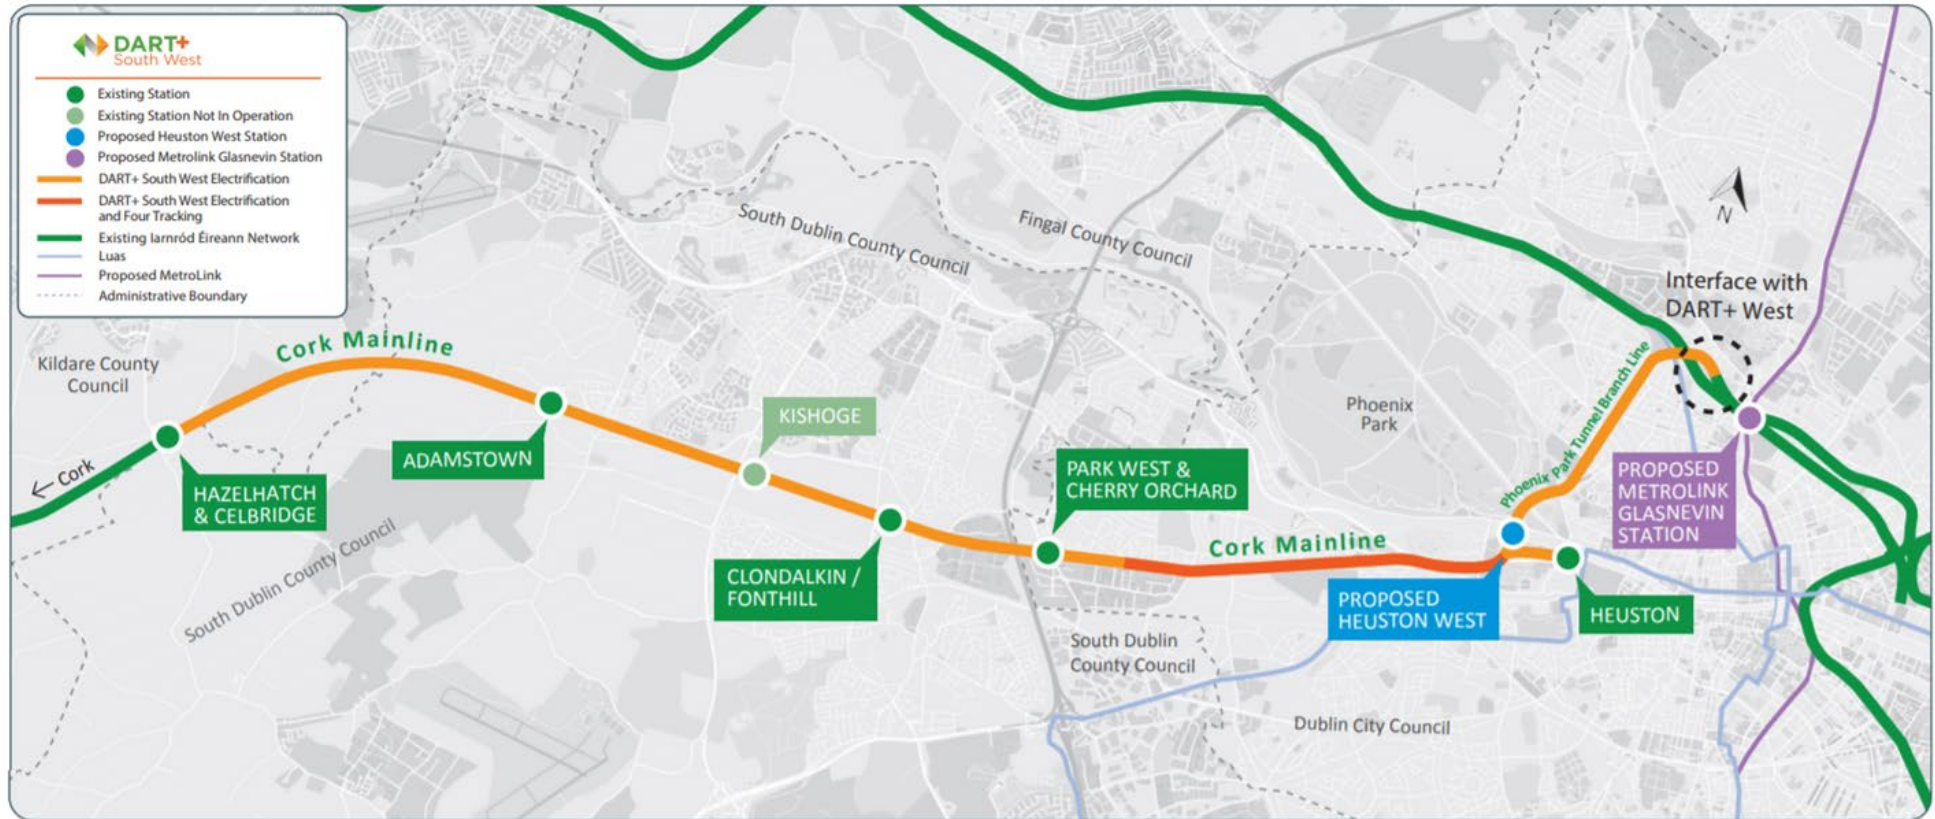 DART+
South West
Existing Station
Existing Station Not In Operation
Proposed Heuston West Station
Proposed Metrolink Glasnevin Station
DART+ South West Electrification
DART+ South West Electrification
and Four Tracking
Existing Iarnród Éireann Network
Luas
Proposed MetroLink
Administrative Boundary
South Dublin County Council
Fingal County Council
N
Interface with
DART+ West
Kildare County
Council
Cork Mainline
← Cork
HAZELHATCH
& CELBRIDGE
ADAMSTOWN
KISHOGE
CLONDALKIN /
FONTHILL
PARK WEST &
CHERRY ORCHARD
Phoenix
Park
Phoenix Park Tunnel Branch Line
Cork Mainline
PROPOSED
METROLINK
GLASNEVIN
STATION
PROPOSED
HEUSTON WEST
HEUSTON
South Dublin County Council
South Dublin
County Council
Dublin City Council